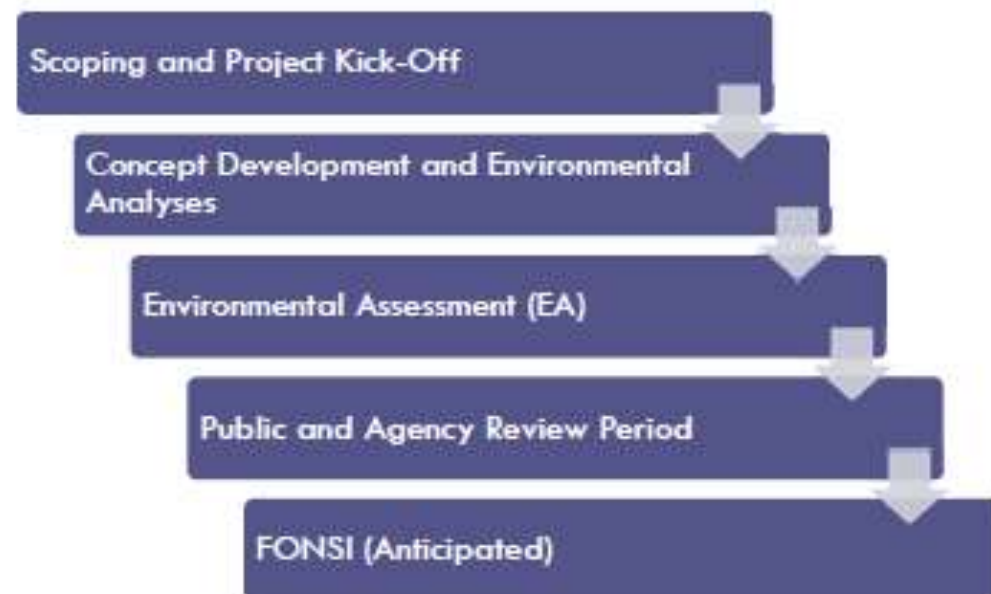 Scoping and Project Kick-Off
Concept Development and Environmental
Analyses
Environmental Assessment (EA)
Public and Agency Review Period
FONSI (Anticipated)